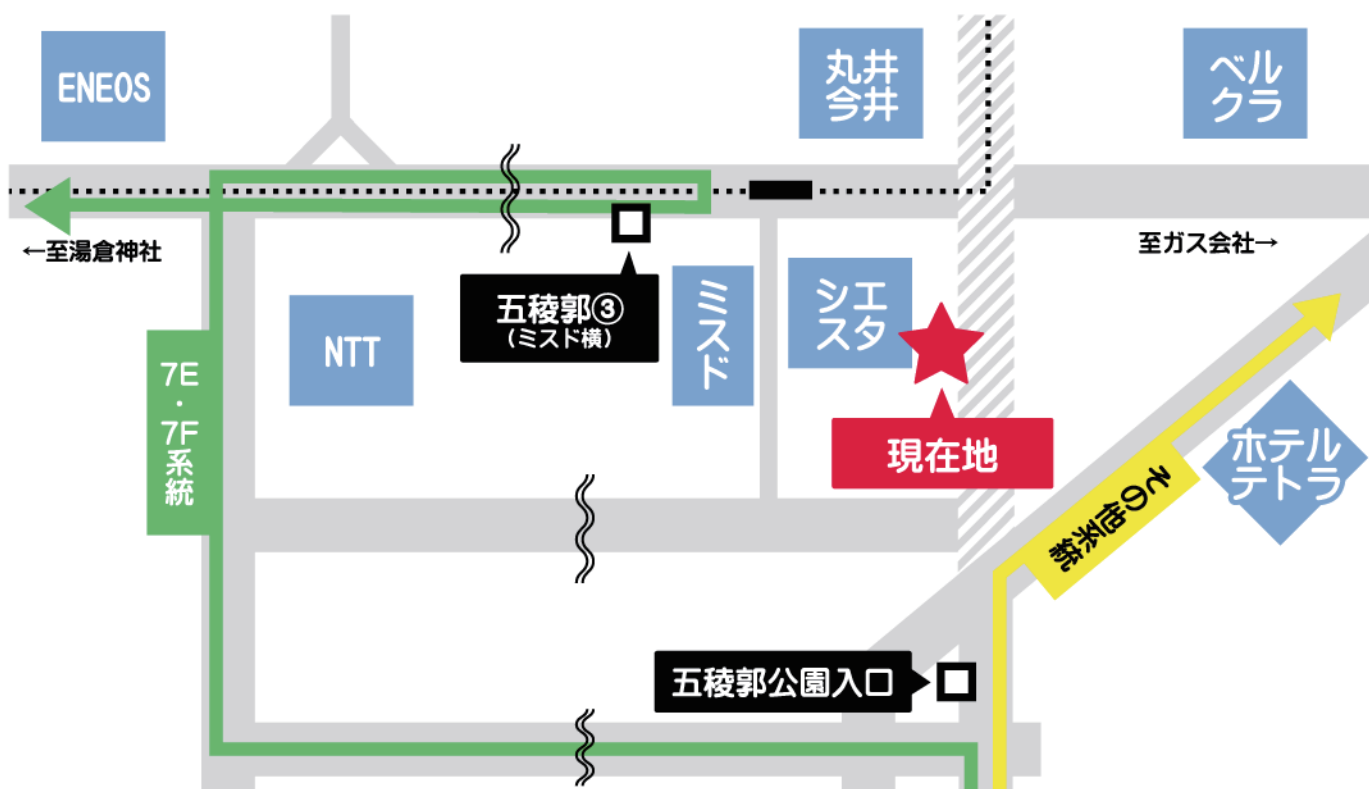 ENEOS
丸井
今井
ベル
クラ
←至湯倉神社
至ガス会社→
五稜郭③
（ミスド横）
NTT
ミスド
シエ
スタ
現在地
7E・7F系統
ホテル
テトラ
その他系統
五稜郭公園入口